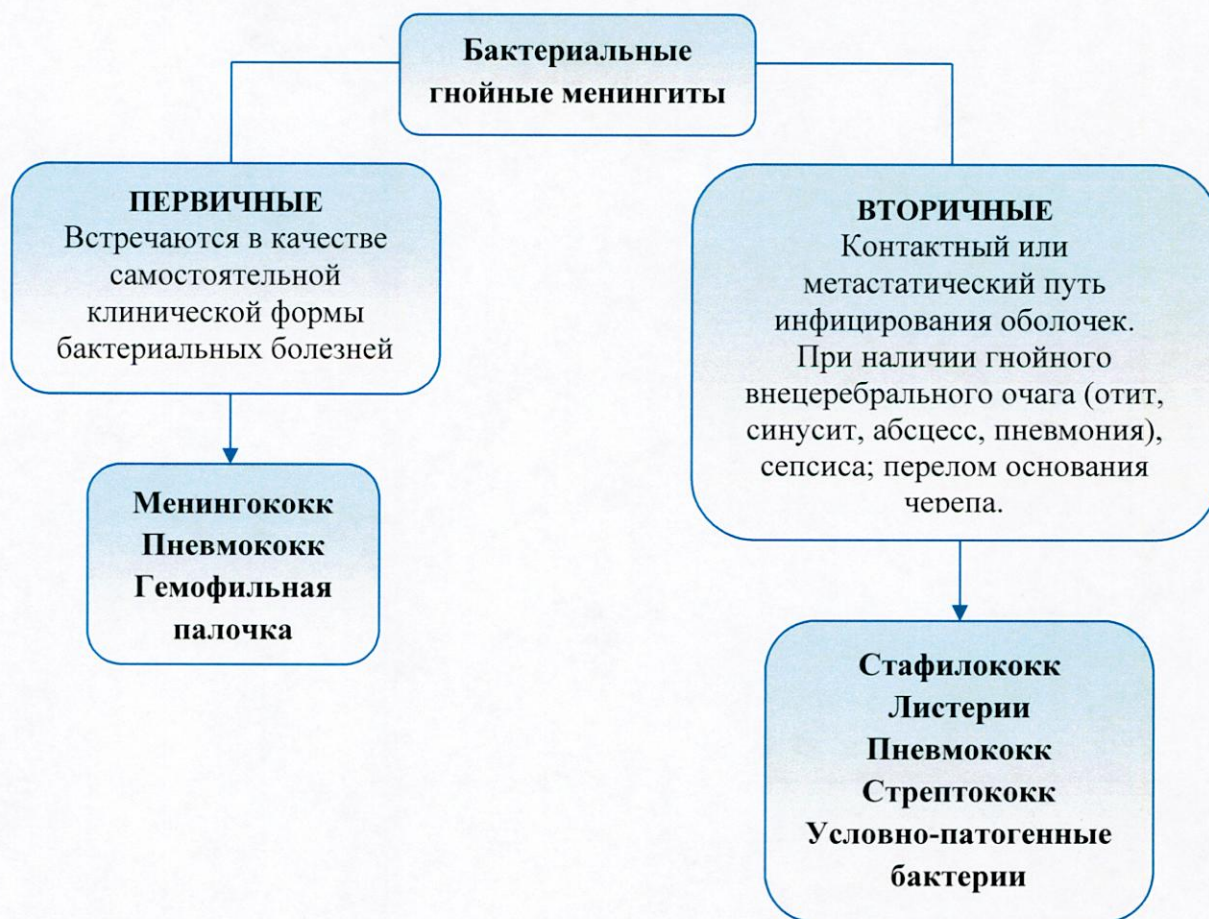 Бактериальные
гнойные менингиты
ПЕРВИЧНЫЕ
Встречаются в качестве
самостоятельной
клинической формы
бактериальных болезней
Менингококк
Пневмококк
Гемофильная
палочка
ВТОРИЧНЫЕ
Контактный или
метастатический путь
инфицирования оболочек.
При наличии гнойного
внецеребрального очага (отит,
синусит, абсцесс, пневмония),
сепсиса; перелом основания
черепа.
Стафилококк
Листерии
Пневмококк
Стрептококк
Условно-патогенные
бактерии